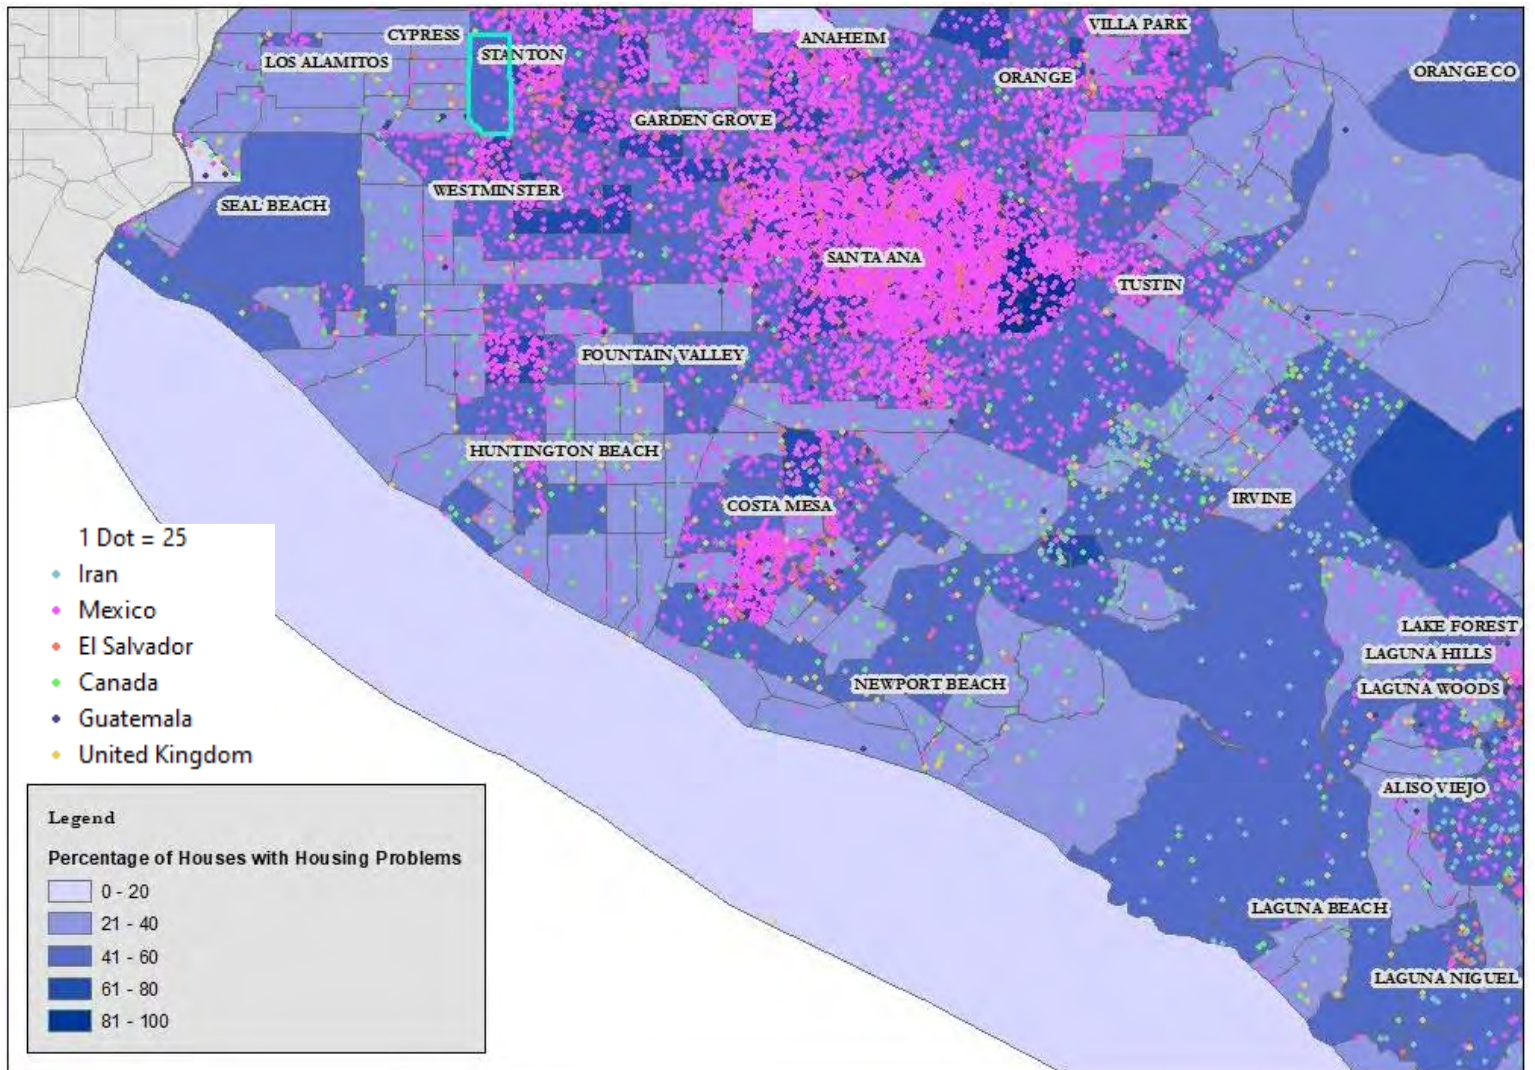 CYPRESS
STANTON
ANAHEIM
VILLA PARK
LOS ALAMITOS
ORANGE
ORANGE CO
GARDEN GROVE
WESTMINSTER
SEAL BEACH
SANTA ANA
TUSTIN
FOUNTAIN VALLEY
HUNTINGTON BEACH
COSTA MESA
IRVINE
LAKE FOREST
LAGUNA HILLS
NEWPORT BEACH
LAGUNA WOODS
ALISO VIEJO
LAGUNA BEACH
LAGUNA NIGUEL
1 Dot = 25
Iran
Mexico
El Salvador
Canada
Guatemala
United Kingdom
Legend
Percentage of Houses with Housing Problems
0 - 20
21 - 40
41 - 60
61 - 80
81 - 100